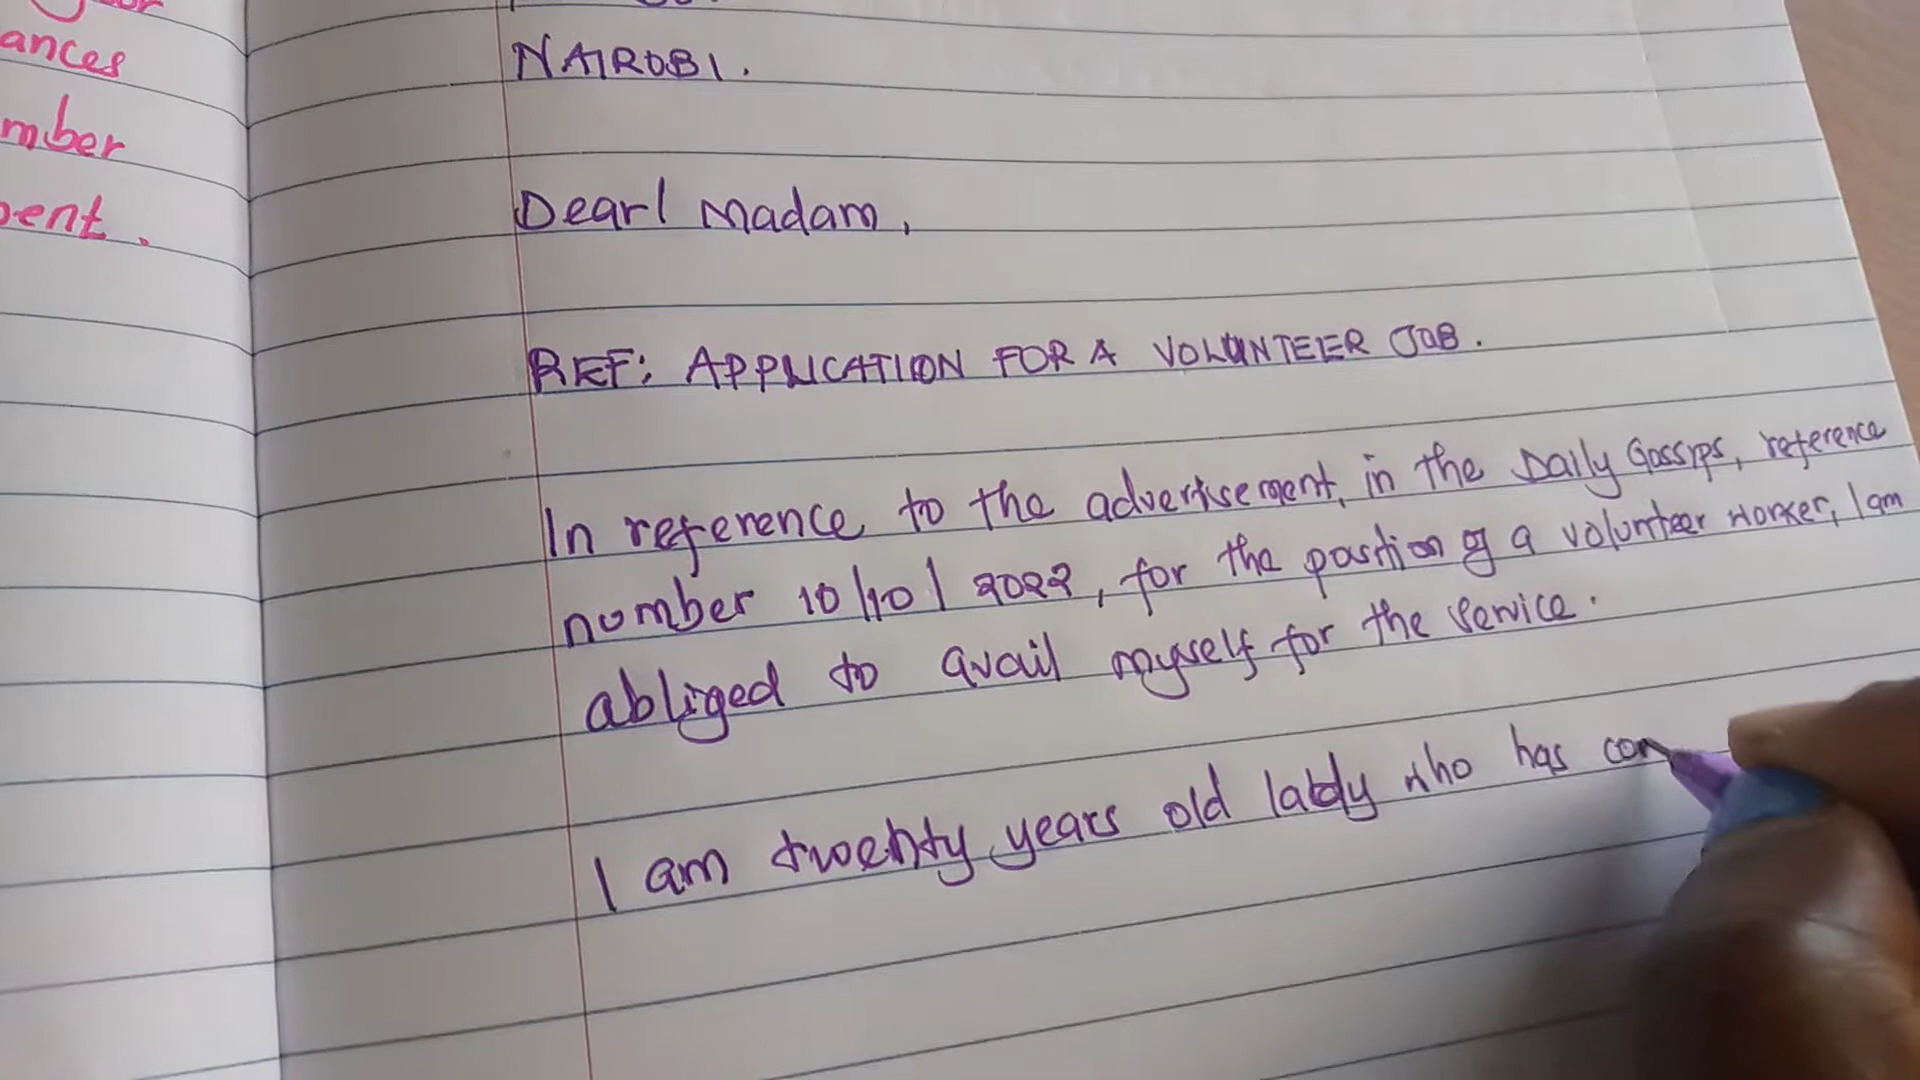 ances
mber
ent.
NAIROBI.
Dearl Madam,
REF: APPLICATION FOR A VOLUNTEER JOB.
In reference to the advertisement, in the Daily Gossips, reference
number 10/10/2022, for the position of a volunteer worker, I am
abliged to avail myself for the service.
I am twenty years old lady who has com